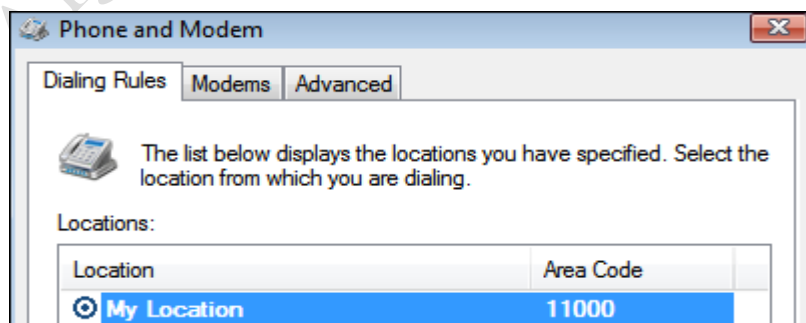 Phone and Modem
Dialing Rules Modems Advanced
The list below displays the locations you have specified. Select the
location from which you are dialing.
Locations:
Location Area Code
My Location 11000